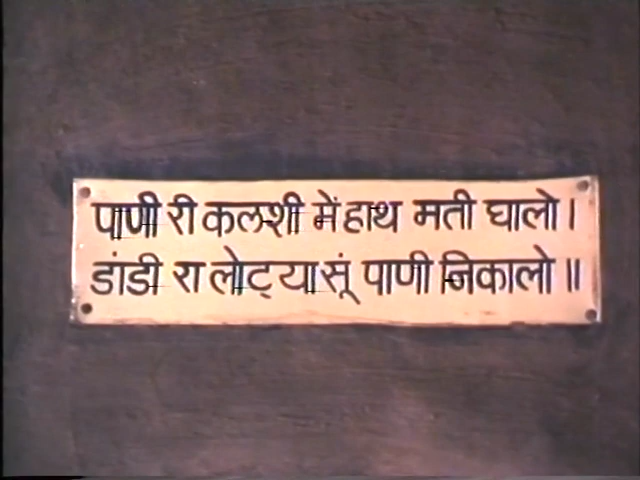 पाणी री कलशी में हाथ मती घालो।
डांडी रा लोट्या सूं पाणी निकालो॥